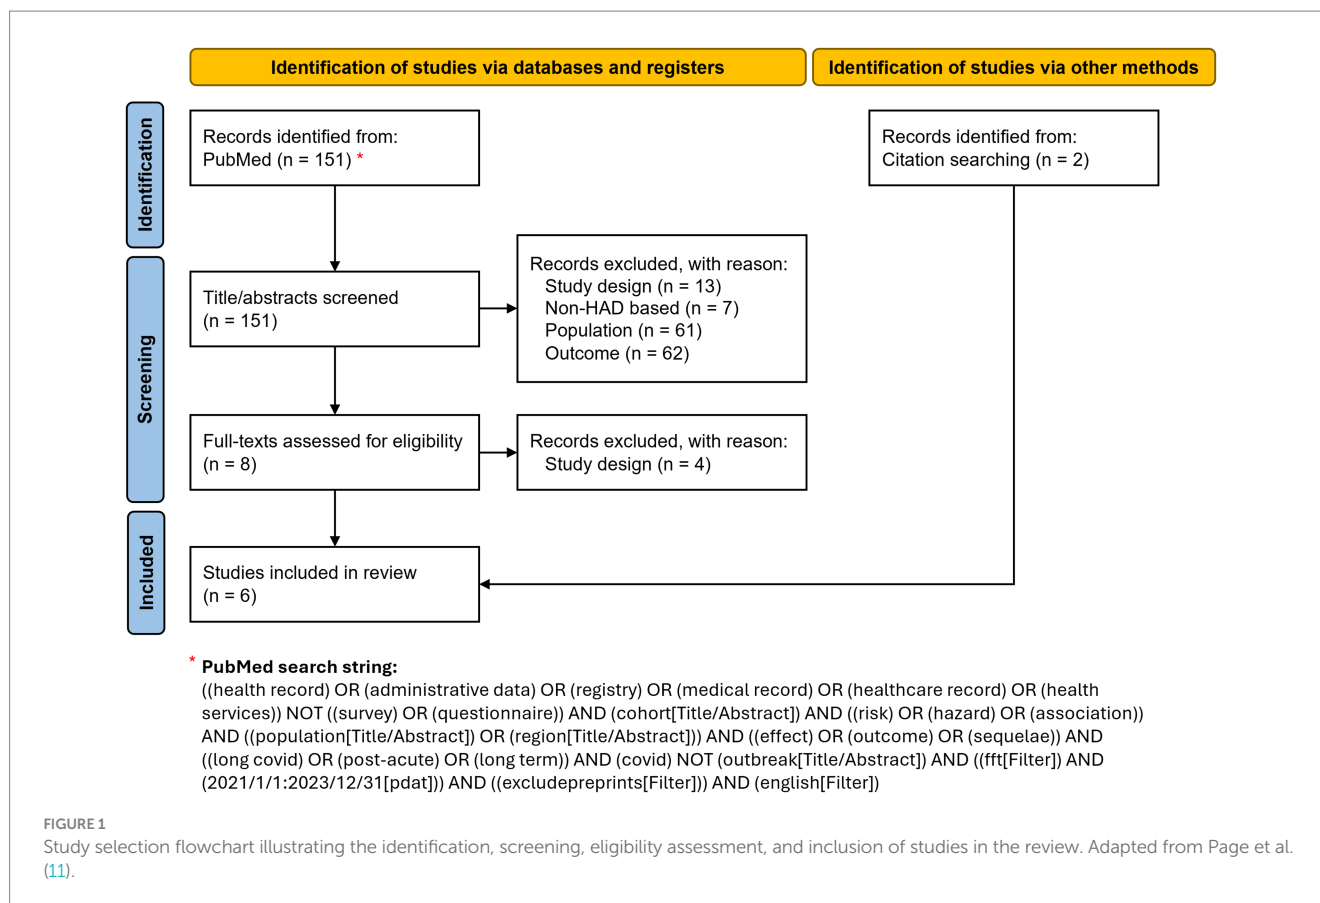 Identification of studies via databases and registers
Identification of studies via other methods
Identification
Records identified from:
PubMed (n = 151) *
Records identified from:
Citation searching (n = 2)
Screening
Title/abstracts screened
(n = 151)
Records excluded, with reason:
Study design (n = 13)
Non-HAD based (n = 7)
Population (n = 61)
Outcome (n = 62)
Full-texts assessed for eligibility
(n = 8)
Records excluded, with reason:
Study design (n = 4)
Included
Studies included in review
(n = 6)
* PubMed search string:
((health record) OR (administrative data) OR (registry) OR (medical record) OR (healthcare record) OR (health
services)) NOT ((survey) OR (questionnaire)) AND (cohort[Title/Abstract]) AND ((risk) OR (hazard) OR (association))
AND ((population[Title/Abstract]) OR (region[Title/Abstract])) AND ((effect) OR (outcome) OR (sequelae)) AND
((long covid) OR (post-acute) OR (long term)) AND (covid) NOT (outbreak[Title/Abstract]) AND ((fft[Filter]) AND
(2021/1/1:2023/12/31[pdat])) AND ((excludepreprints[Filter])) AND (english[Filter])
FIGURE 1
Study selection flowchart illustrating the identification, screening, eligibility assessment, and inclusion of studies in the review. Adapted from Page et al.
(11).